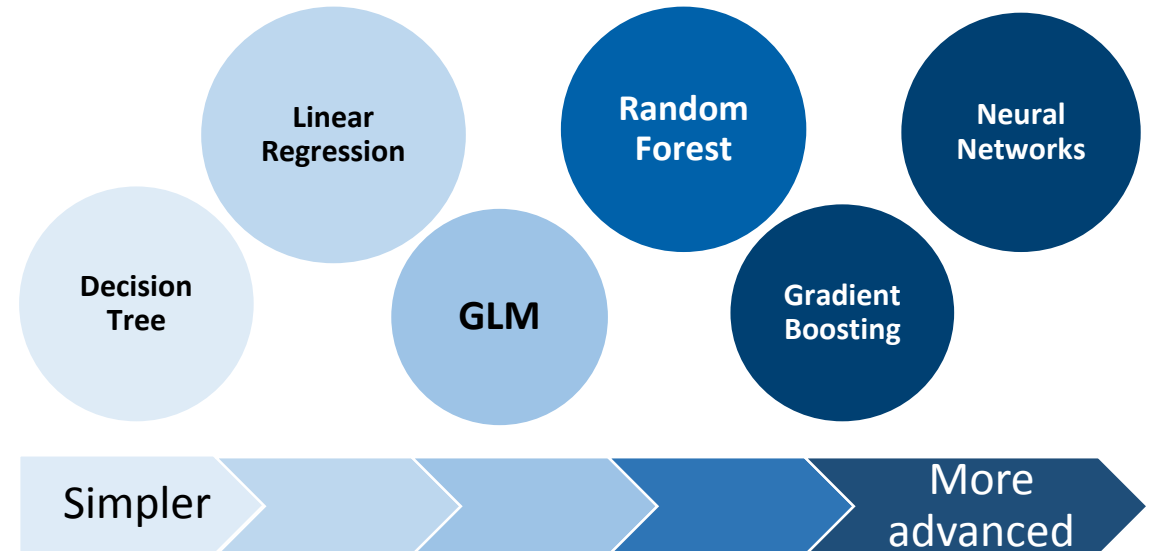 Linear
Regression
Random
Forest
Neural
Networks
Decision
Tree
GLM
Gradient
Boosting
Simpler
More
advanced